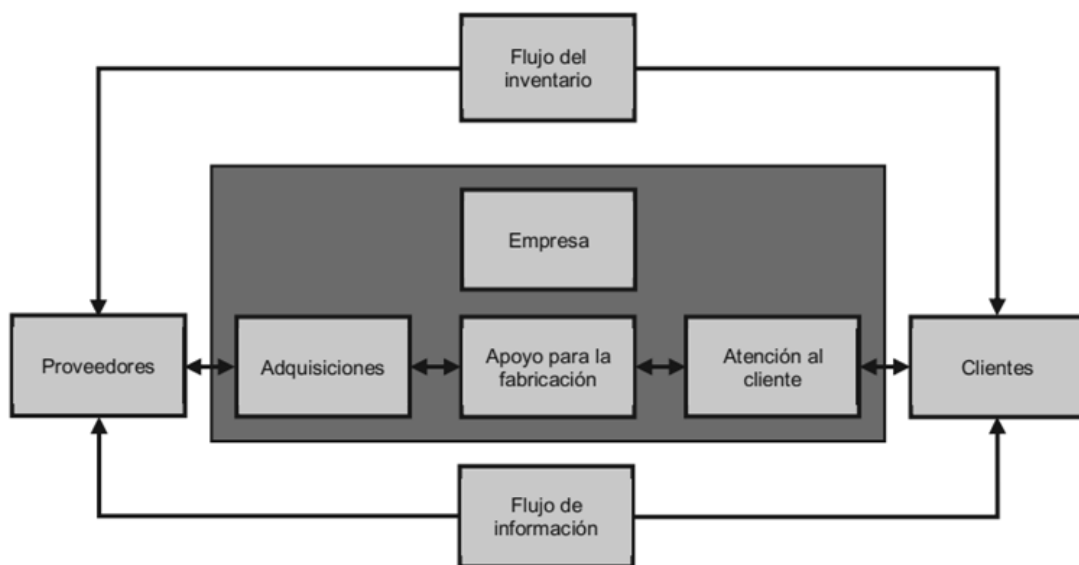 Flujo del
inventario
Empresa
Proveedores
Adquisiciones
Apoyo para la
fabricación
Atención al
cliente
Clientes
Flujo de
información